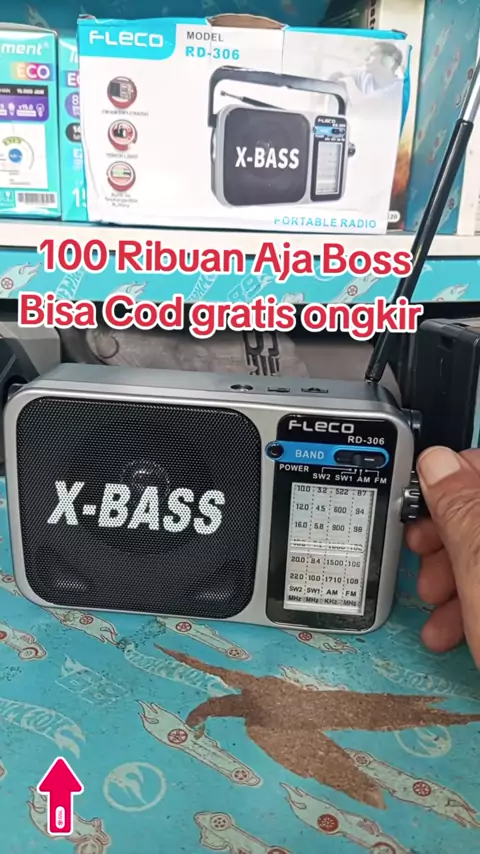 FLECO
MODEL
RD-306
X-BASS
PORTABLE RADIO
ECO
100 Ribuan Aja Boss
Bisa Cod gratis ongkir
FLECO
RD-306
BAND
POWER
SW2 SW1 AM FM
X-BASS
10.0 3.2 522 87
12.0 4.5 600 94
16.0 5.8 900 98
20.0 8.4 1500 106
22.0 10.0 1710 108
SW2 SW1 AM FM
MHz MHz KHz MHz